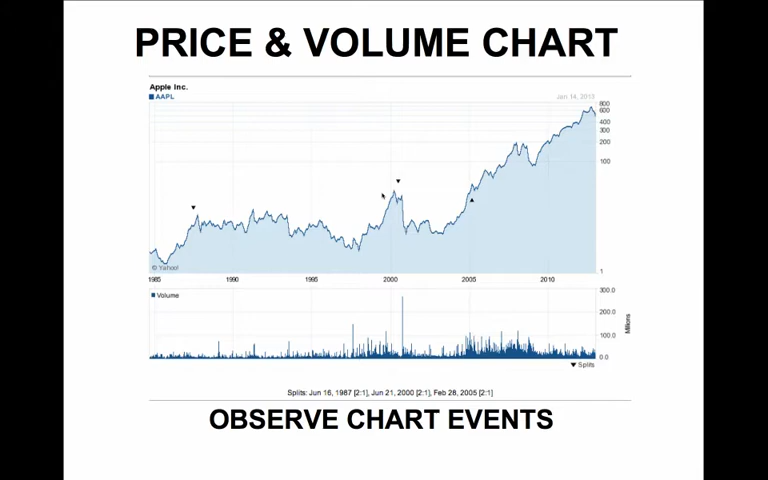 PRICE & VOLUME CHART
Apple Inc.
AAPL
Jan 14, 2013
800
600
400
300
200
100
1
© Yahoo!
1985 1990 1995 2000 2005 2010
Volume
300.0
200.0
100.0
0.0
Millions
Splits
Splits: Jun 16, 1987 [2:1], Jun 21, 2000 [2:1], Feb 28, 2005 [2:1]
OBSERVE CHART EVENTS